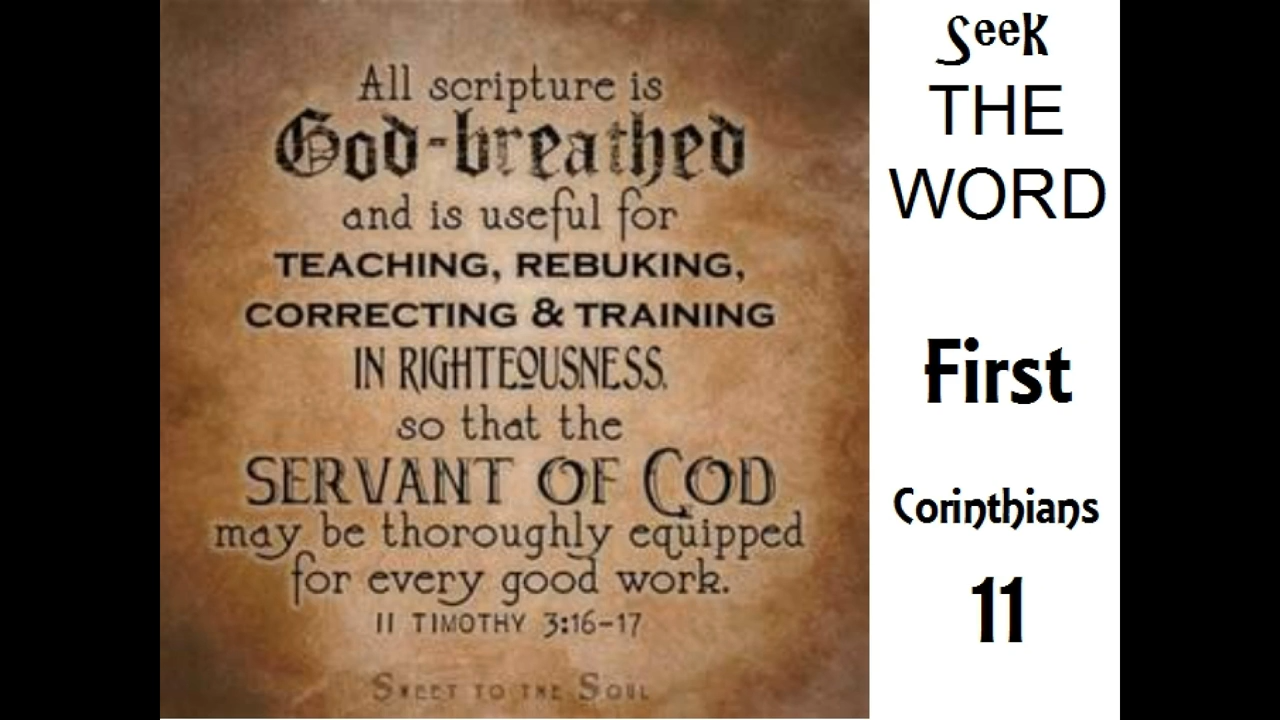 All scripture is
God-breathed
and is useful for
TEACHING, REBUKING,
CORRECTING & TRAINING
IN RIGHTEOUSNESS,
so that the
SERVANT OF GOD
may be thoroughly equipped
for every good work.
II TIMOTHY 3:16-17
SWEET TO THE SOUL
Seek
THE
WORD
First
Corinthians
11